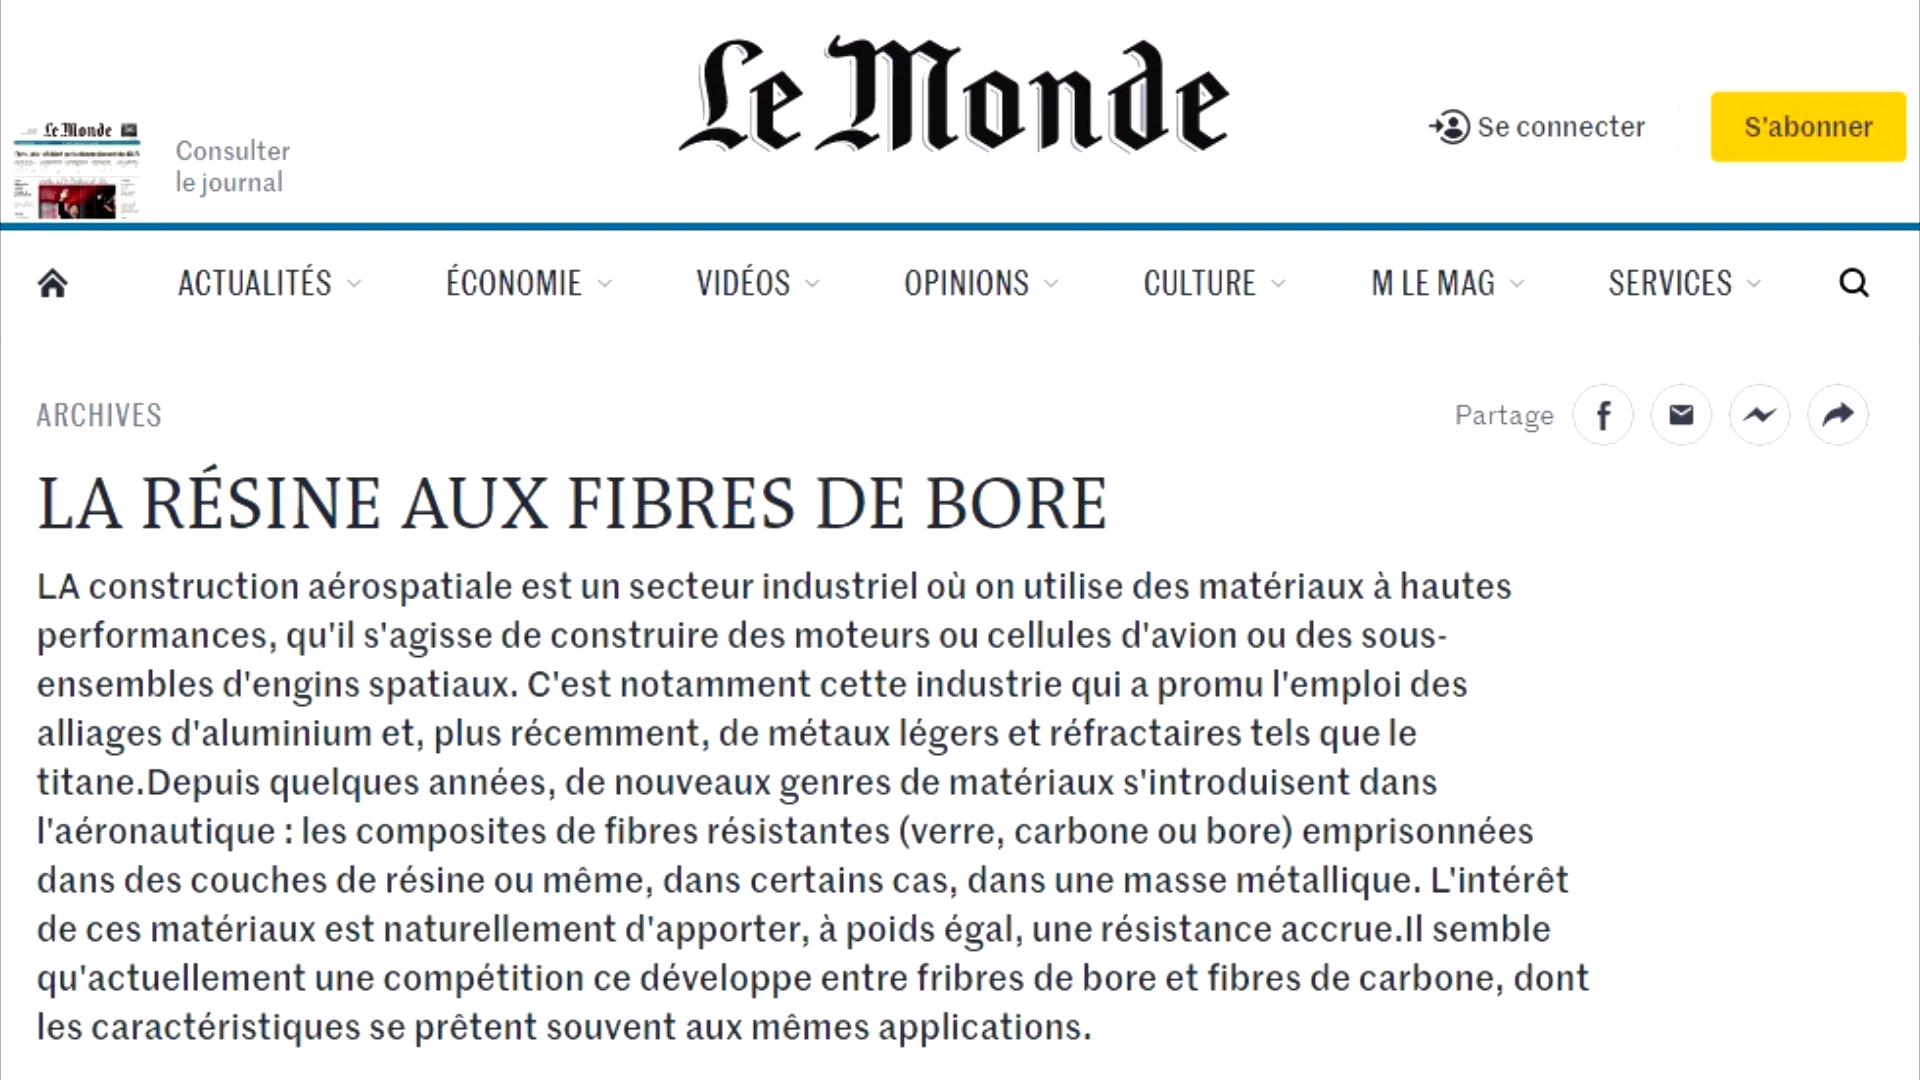 Le Monde
Le Monde
Consulter
le journal
Se connecter
S'abonner
ACTUALITÉS
ÉCONOMIE
VIDÉOS
OPINIONS
CULTURE
M LE MAG
SERVICES
ARCHIVES
Partage
LA RÉSINE AUX FIBRES DE BORE
LA construction aérospatiale est un secteur industriel où on utilise des matériaux à hautes
performances, qu'il s'agisse de construire des moteurs ou cellules d'avion ou des sous-
ensembles d'engins spatiaux. C'est notamment cette industrie qui a promu l'emploi des
alliages d'aluminium et, plus récemment, de métaux légers et réfractaires tels que le
titane.Depuis quelques années, de nouveaux genres de matériaux s'introduisent dans
l'aéronautique : les composites de fibres résistantes (verre, carbone ou bore) emprisonnées
dans des couches de résine ou même, dans certains cas, dans une masse métallique. L'intérêt
de ces matériaux est naturellement d'apporter, à poids égal, une résistance accrue.Il semble
qu'actuellement une compétition ce développe entre fribres de bore et fibres de carbone, dont
les caractéristiques se prêtent souvent aux mêmes applications.